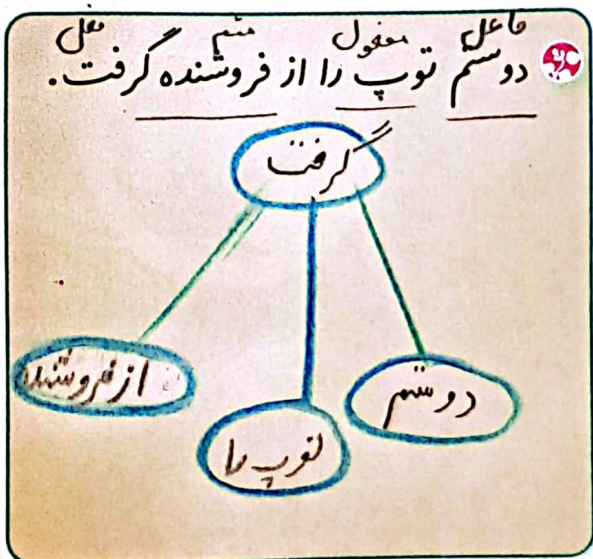 فاعل مفعول متمم فعل
دوستم توپ را از فروشنده گرفت.
گرفت
از فروشنده
توپ را
دوستم